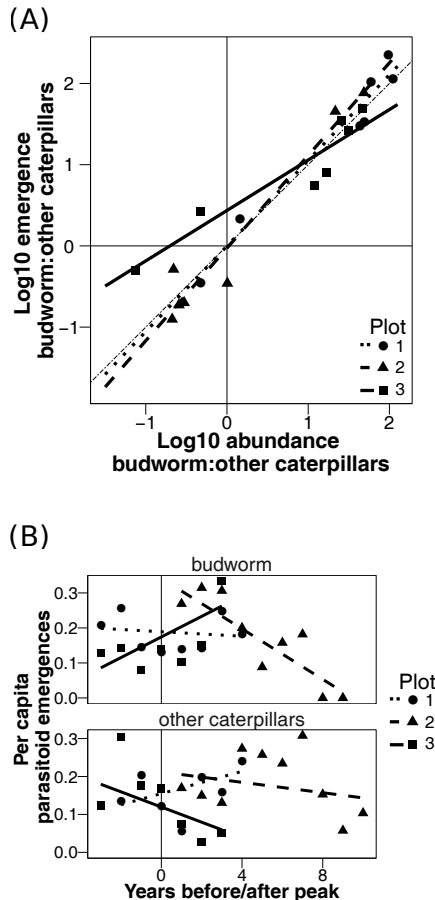 (A)
Log10 emergence
budworm:other caterpillars
2
1
0
−1
Plot
1
2
3
−1
0
1
2
Log10 abundance
budworm:other caterpillars
(B)
budworm
Per capita
parasitoid emergences
0.3
0.2
0.1
0.0
other caterpillars
0.3
0.2
0.1
0.0
Plot
1
2
3
0
4
8
Years before/after peak